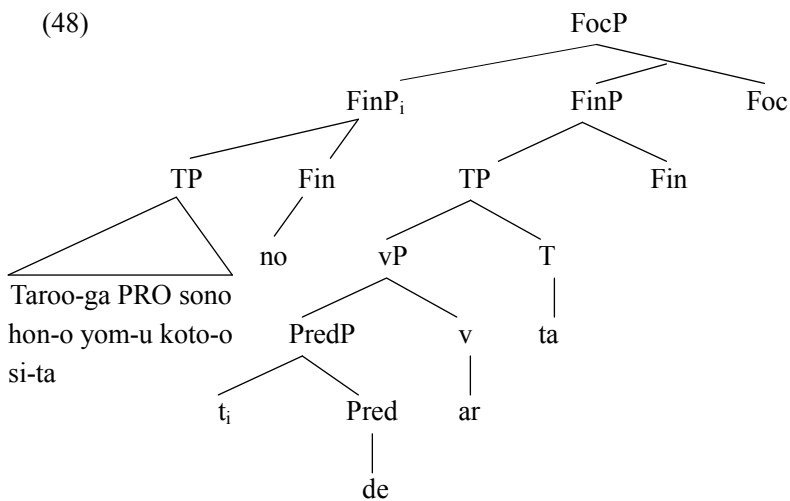 (48)
FocP
FinPi FinP Foc
TP Fin TP Fin
no vP T
Taroo-ga PRO sono
hon-o yom-u koto-o PredP v ta
si-ta
ti Pred ar
de